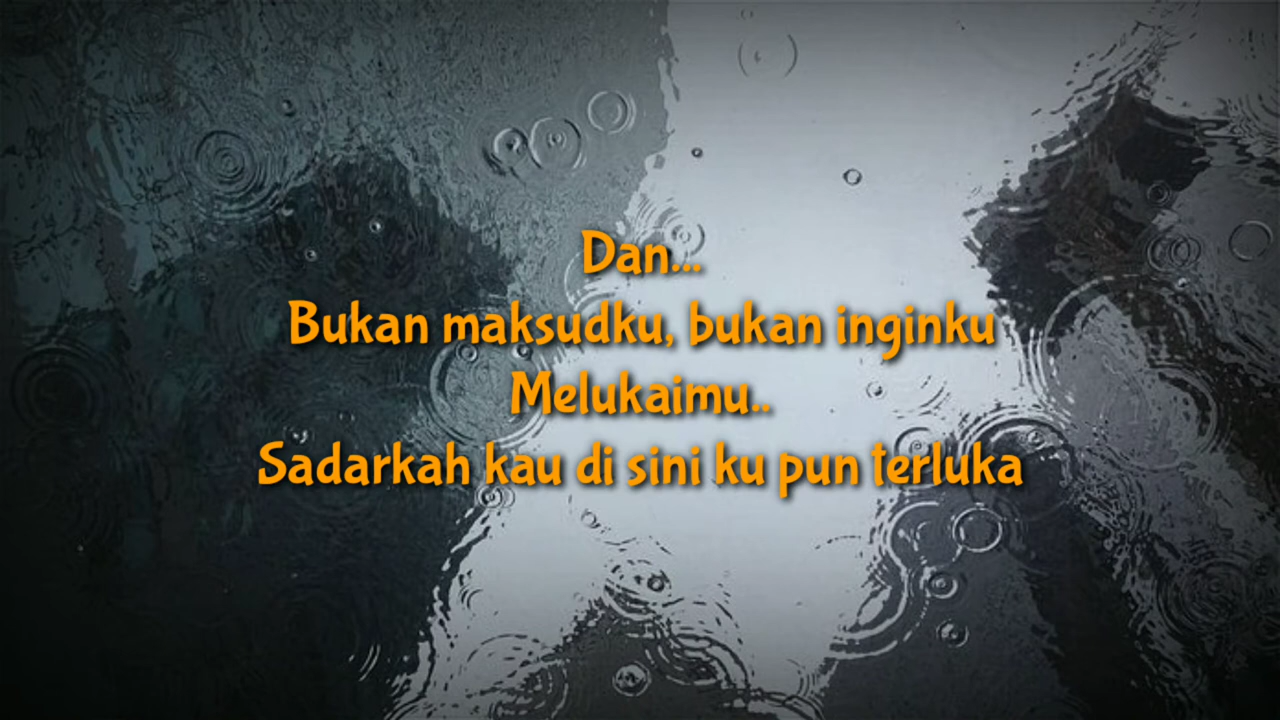 Dan...
Bukan maksudku, bukan inginku
Melukaimu..
Sadarkah kau di sini ku pun terluka